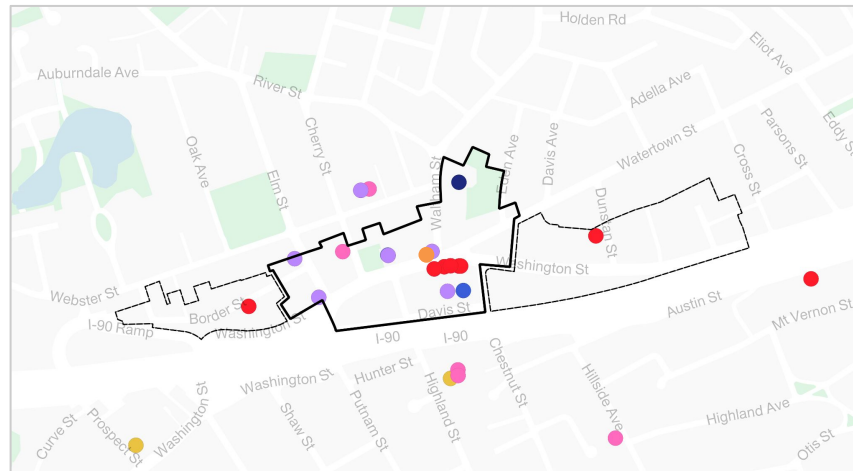 Holden Rd
Eliot Ave
Auburndale Ave
River St
Adella Ave
Eddy St
Parsons St
Cherry St
Oak Ave
Watertown St
Davis Ave
Eden Ave
Cross St
Elm St
Waltham St
Dunstan St
Washington St
Webster St
Border St
Davis St
Austin St
Mt Vernon St
I-90 Ramp
Washington St
I-90
I-90
Hunter St
Chestnut St
Washington St
Highland St
Hillside Ave
Putnam St
Shaw St
Washington St
Prospect St
Curve St
Highland Ave
Otis St